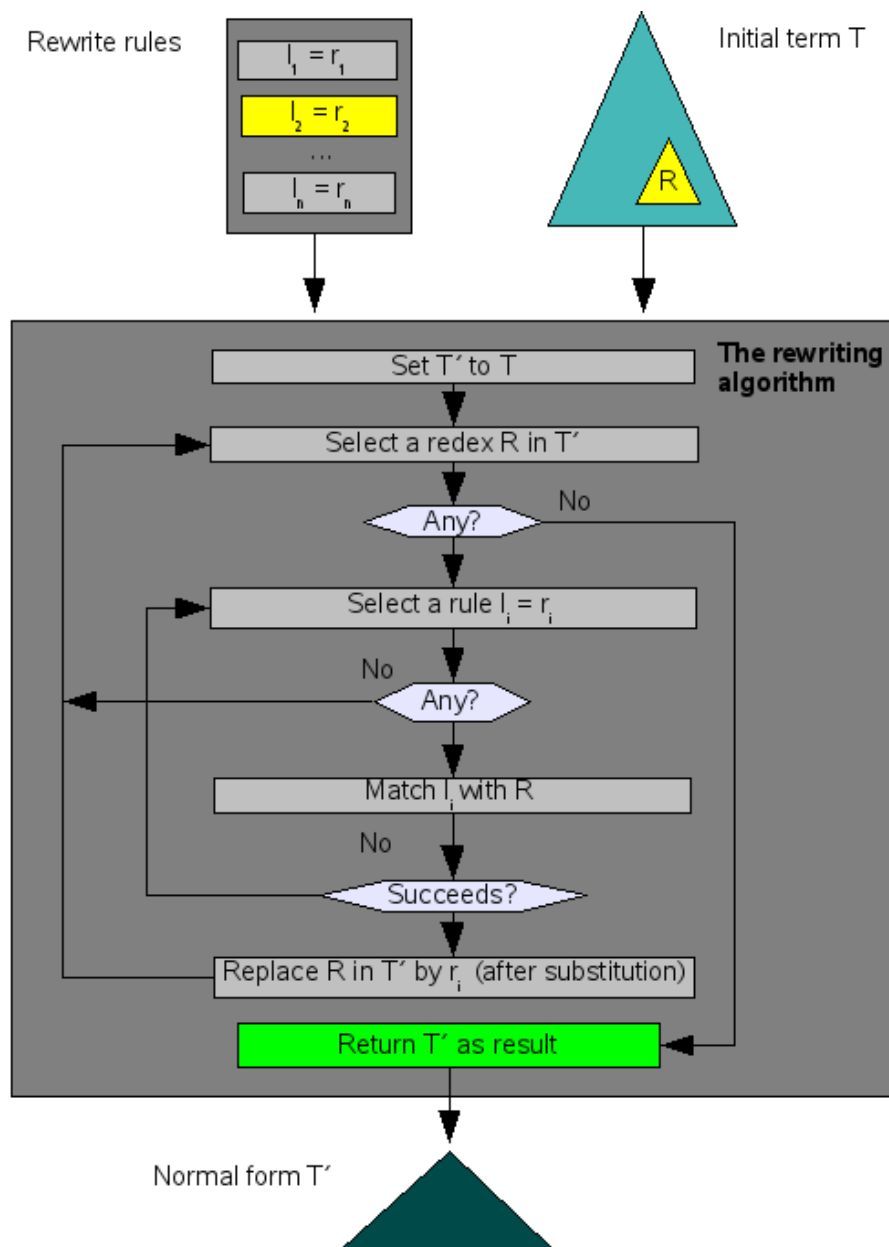 Rewrite rules
Initial term T
l₁ = r₁
l₂ = r₂
...
lₙ = rₙ
R
The rewriting
algorithm
Set T′ to T
Select a redex R in T′
Any?
No
Select a rule lᵢ = rᵢ
No
Any?
Match lᵢ with R
No
Succeeds?
Replace R in T′ by rᵢ (after substitution)
Return T′ as result
Normal form T′